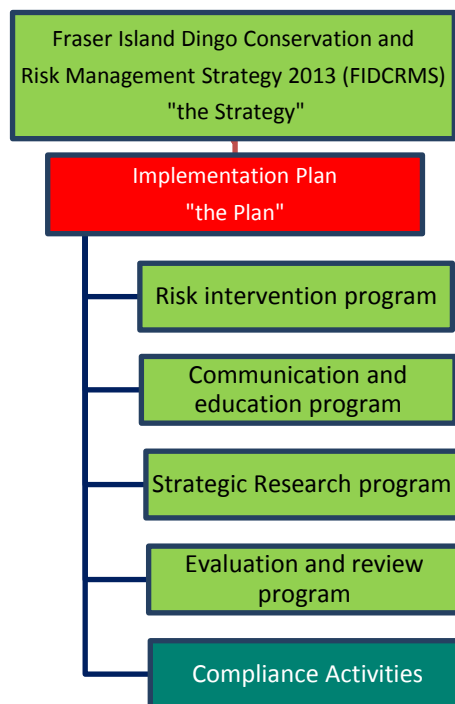 Fraser Island Dingo Conservation and
Risk Management Strategy 2013 (FIDCRMS)
"the Strategy"
Implementation Plan
"the Plan"
Risk intervention program
Communication and
education program
Strategic Research program
Evaluation and review
program
Compliance Activities